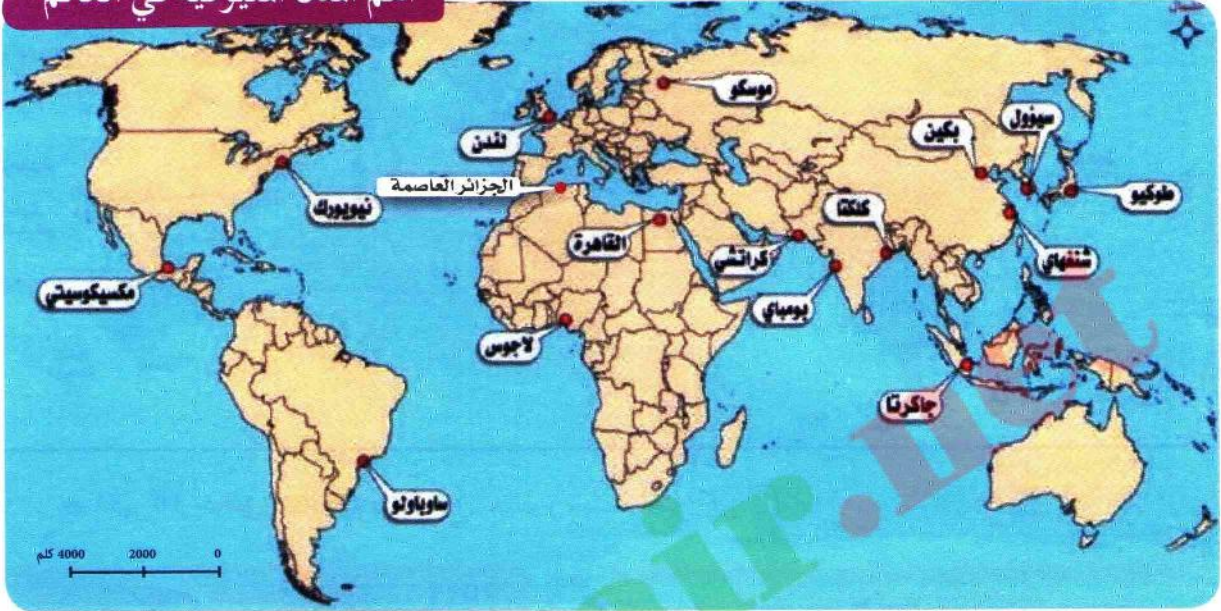 موسكو
لندن
سيؤول
بكين
الجزائر العاصمة
نيويورك
طوكيو
كلكتا
القاهرة
كراتشي
شنغهاي
مكسيكوسيتي
بومباي
لاجوس
جاكرتا
ساوباولو
0 2000 4000 كلم